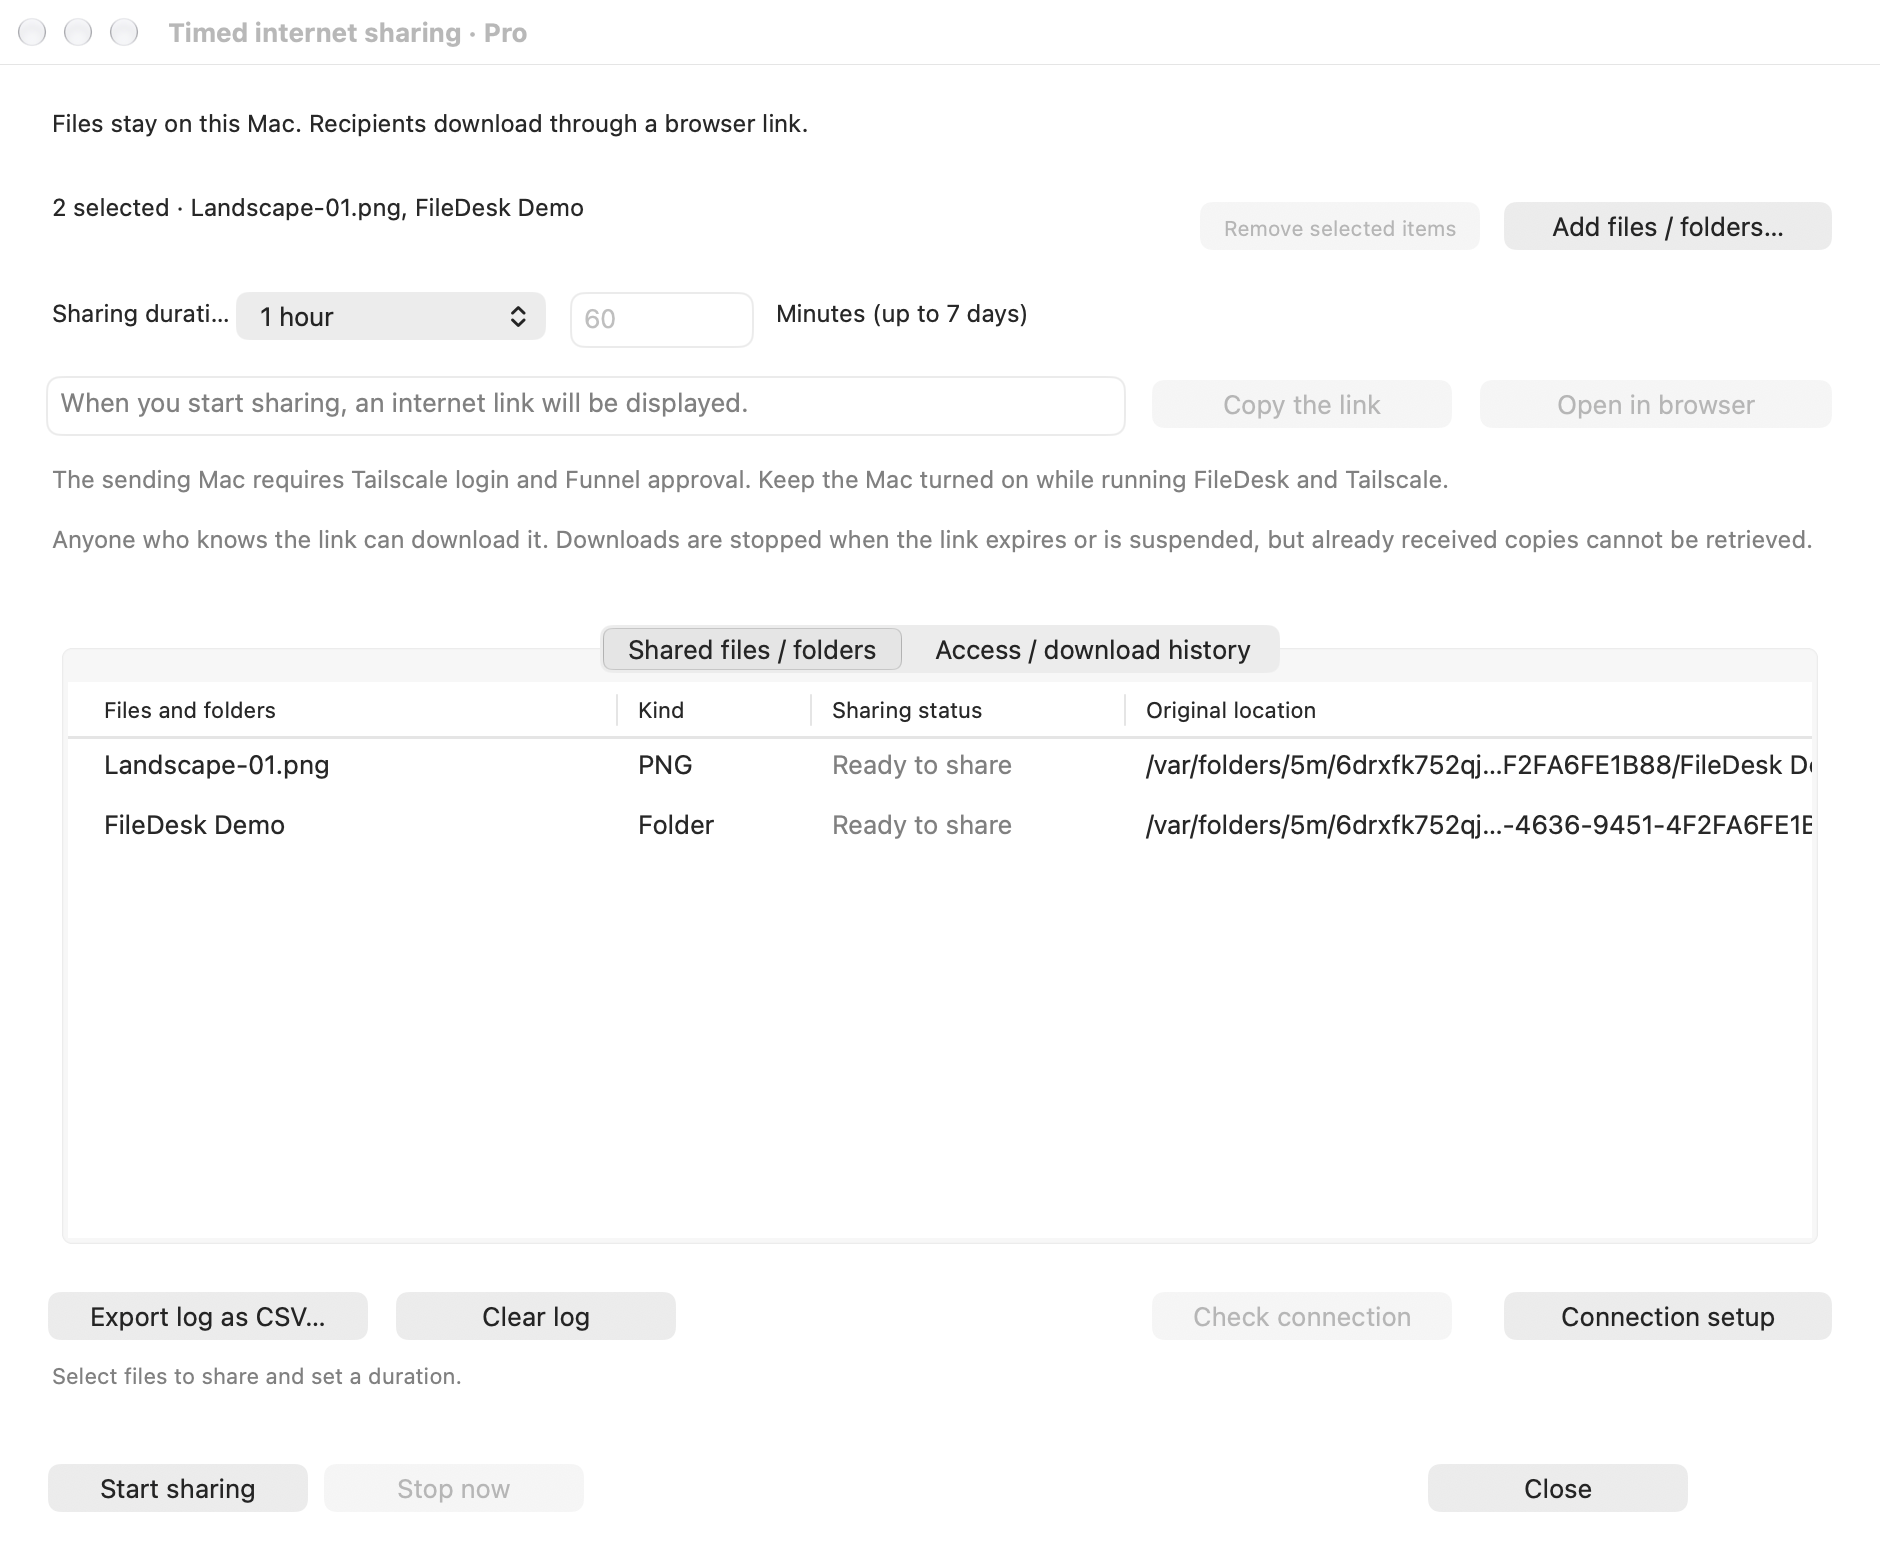 Timed internet sharing · Pro
Files stay on this Mac. Recipients download through a browser link.
2 selected · Landscape-01.png, FileDesk Demo
Remove selected items
Add files / folders...
Sharing durati...
1 hour
60
Minutes (up to 7 days)
When you start sharing, an internet link will be displayed.
Copy the link
Open in browser
The sending Mac requires Tailscale login and Funnel approval. Keep the Mac turned on while running FileDesk and Tailscale.
Anyone who knows the link can download it. Downloads are stopped when the link expires or is suspended, but already received copies cannot be retrieved.
Shared files / folders
Access / download history
Files and folders
Kind
Sharing status
Original location
Landscape-01.png
PNG
Ready to share
/var/folders/5m/6drxfk752qj...F2FA6FE1B88/FileDesk De
FileDesk Demo
Folder
Ready to share
/var/folders/5m/6drxfk752qj...-4636-9451-4F2FA6FE1B
Export log as CSV...
Clear log
Check connection
Connection setup
Select files to share and set a duration.
Start sharing
Stop now
Close